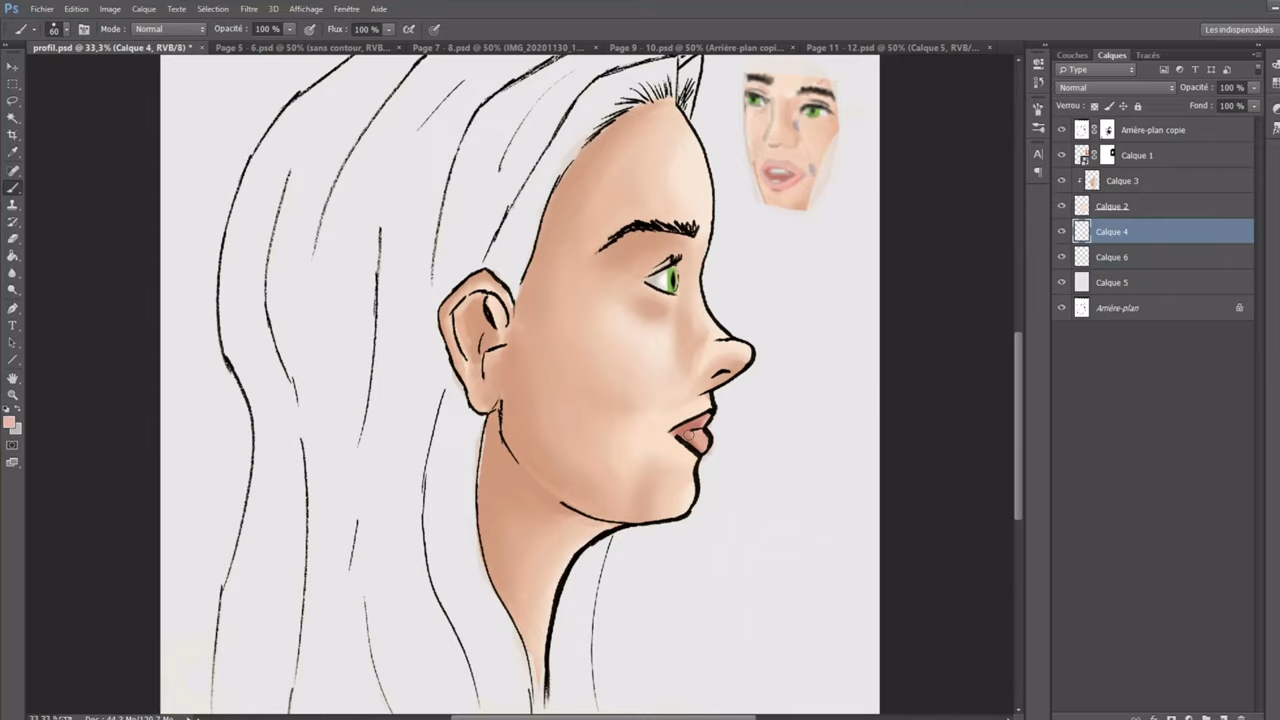 Ps Fichier Edition Image Calque Texte Sélection Filtre 3D Affichage Fenêtre Aide
60 Mode : Normal Opacité : 100 % Flux : 100 % Les indispensables
profil.psd @ 33,3% (Calque 4, RVB/8) * × Page 5 - 6.psd @ 50% (sans contour, RVB... × Page 7 - 8.psd @ 50% (IMG_20201130_1... × Page 9 - 10.psd @ 50% (Arrière-plan copi... × Page 11 - 12.psd @ 50% (Calque 5, RVB/... ×
Couches Calques Tracés
Type
Normal Opacité : 100 %
Verrou : Fond : 100 %
Arrière-plan copie
Calque 1
Calque 3
Calque 2
Calque 4
Calque 6
Calque 5
Arrière-plan